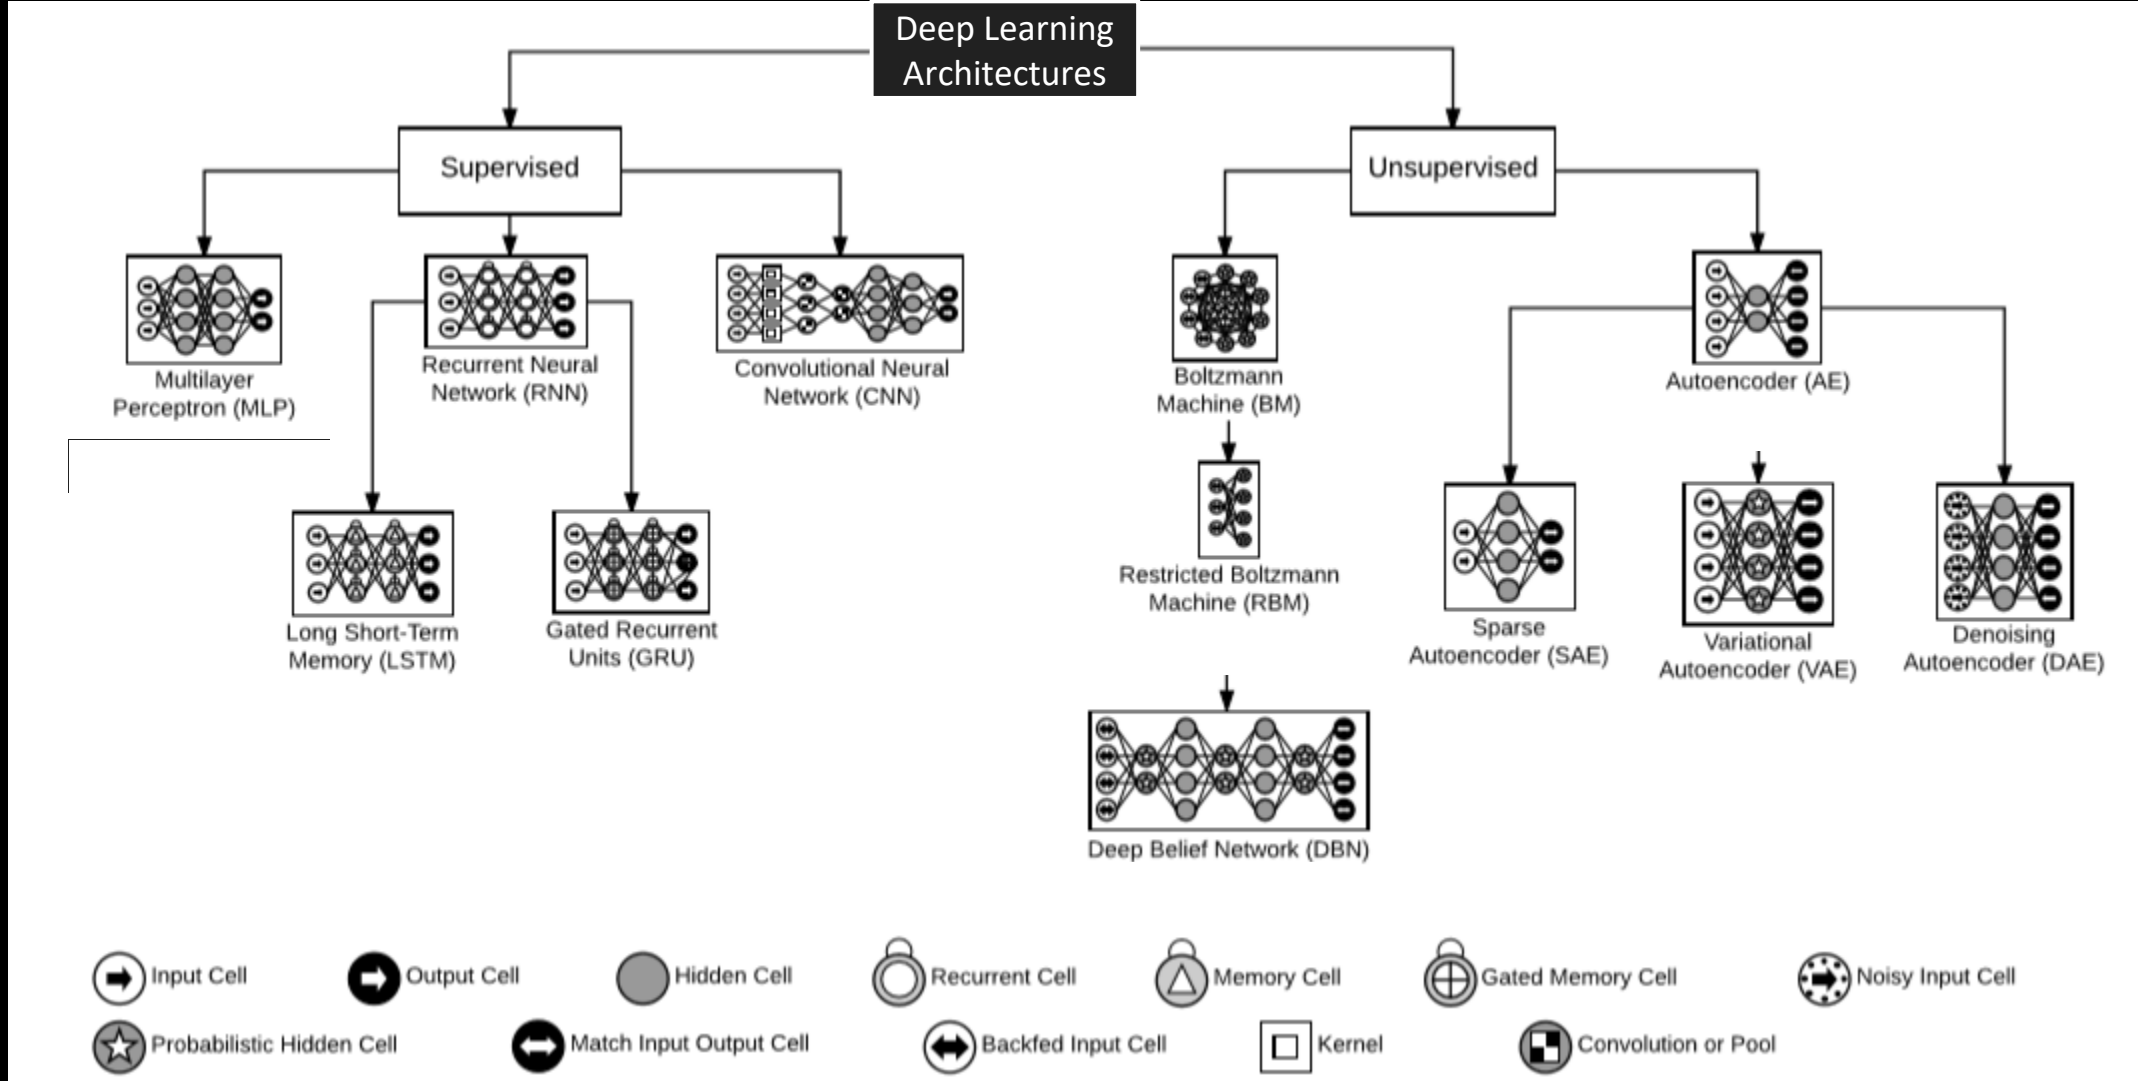 Deep Learning
Architectures
Supervised
Unsupervised
Multilayer
Perceptron (MLP)
Recurrent Neural
Network (RNN)
Convolutional Neural
Network (CNN)
Boltzmann
Machine (BM)
Autoencoder (AE)
Long Short-Term
Memory (LSTM)
Gated Recurrent
Units (GRU)
Restricted Boltzmann
Machine (RBM)
Sparse
Autoencoder (SAE)
Variational
Autoencoder (VAE)
Denoising
Autoencoder (DAE)
Deep Belief Network (DBN)
Input Cell
Output Cell
Hidden Cell
Recurrent Cell
Memory Cell
Gated Memory Cell
Noisy Input Cell
Probabilistic Hidden Cell
Match Input Output Cell
Backfed Input Cell
Kernel
Convolution or Pool